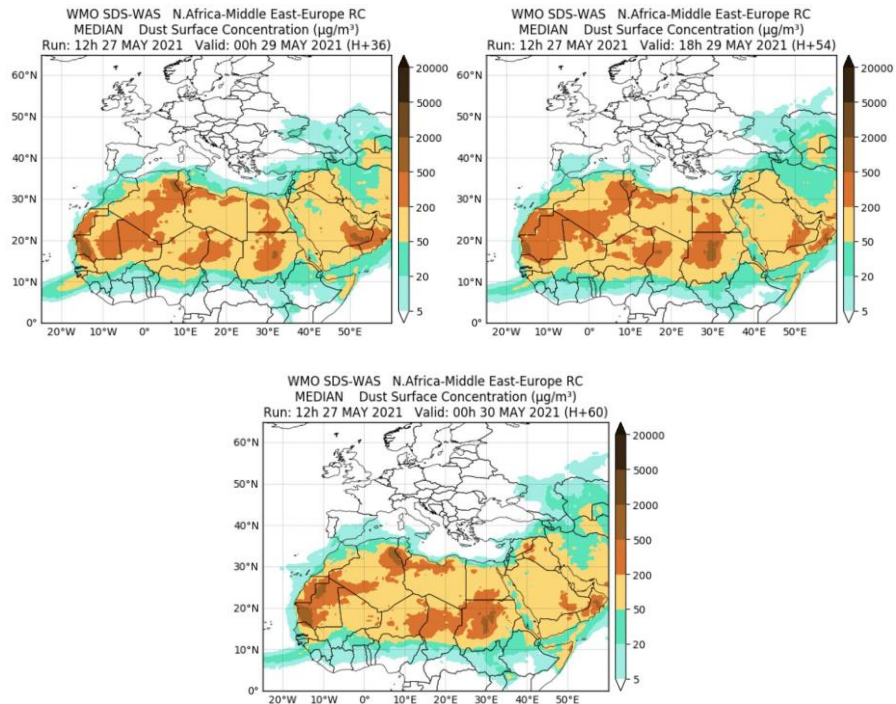 WMO SDS-WAS N.Africa-Middle East-Europe RC
MEDIAN Dust Surface Concentration (µg/m³)
Run: 12h 27 MAY 2021 Valid: 00h 29 MAY 2021 (H+36)
60°N
50°N
40°N
30°N
20°N
10°N
0°
20°W
10°W
0°
10°E
20°E
30°E
40°E
50°E
20000
5000
2000
500
200
50
20
5
WMO SDS-WAS N.Africa-Middle East-Europe RC
MEDIAN Dust Surface Concentration (µg/m³)
Run: 12h 27 MAY 2021 Valid: 18h 29 MAY 2021 (H+54)
60°N
50°N
40°N
30°N
20°N
10°N
0°
20°W
10°W
0°
10°E
20°E
30°E
40°E
50°E
20000
5000
2000
500
200
50
20
5
WMO SDS-WAS N.Africa-Middle East-Europe RC
MEDIAN Dust Surface Concentration (µg/m³)
Run: 12h 27 MAY 2021 Valid: 00h 30 MAY 2021 (H+60)
60°N
50°N
40°N
30°N
20°N
10°N
0°
20°W
10°W
0°
10°E
20°E
30°E
40°E
50°E
20000
5000
2000
500
200
50
20
5